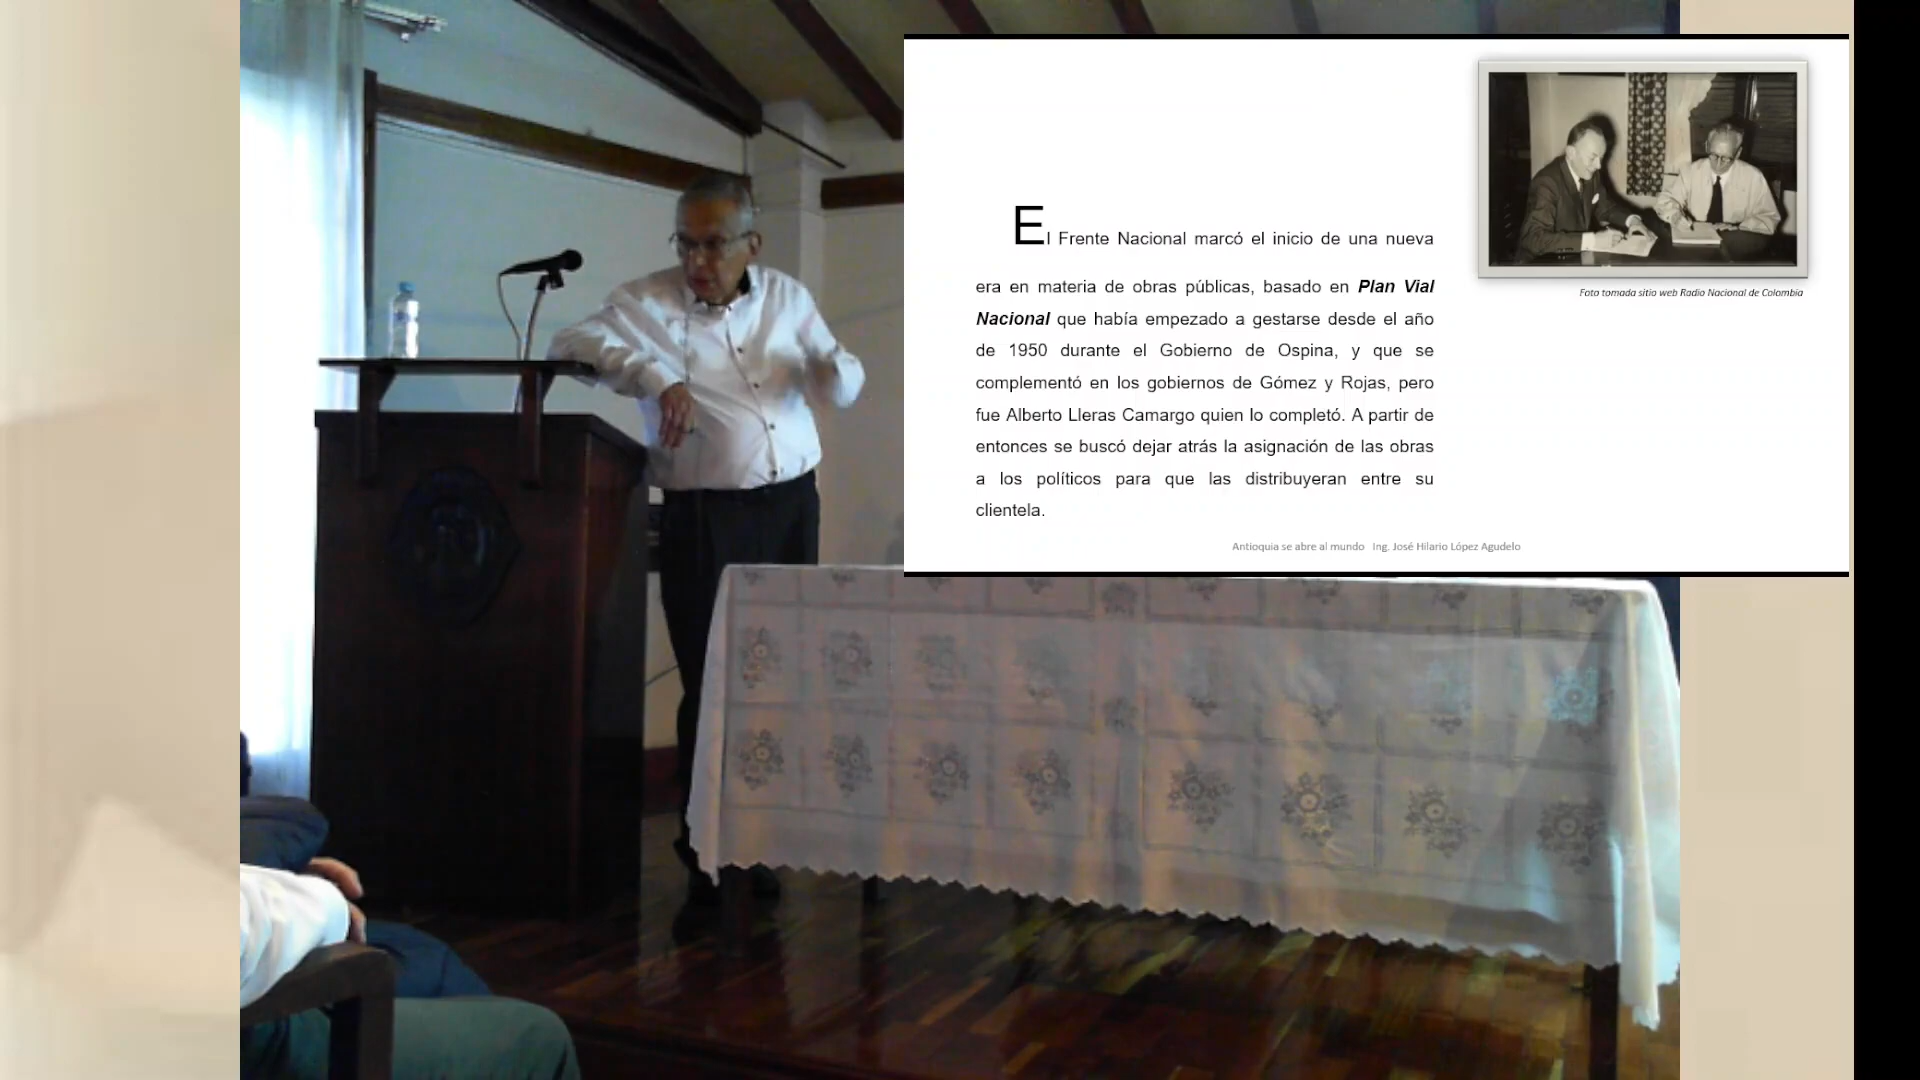 El Frente Nacional marcó el inicio de una nueva
era en materia de obras públicas, basado en Plan Vial
Nacional que había empezado a gestarse desde el año
de 1950 durante el Gobierno de Ospina, y que se
complementó en los gobiernos de Gómez y Rojas, pero
fue Alberto Lleras Camargo quien lo completó. A partir de
entonces se buscó dejar atrás la asignación de las obras
a los políticos para que las distribuyeran entre su
clientela.
Foto tomada sitio web Radio Nacional de Colombia
Antioquia se abre al mundo Ing. José Hilario López Agudelo